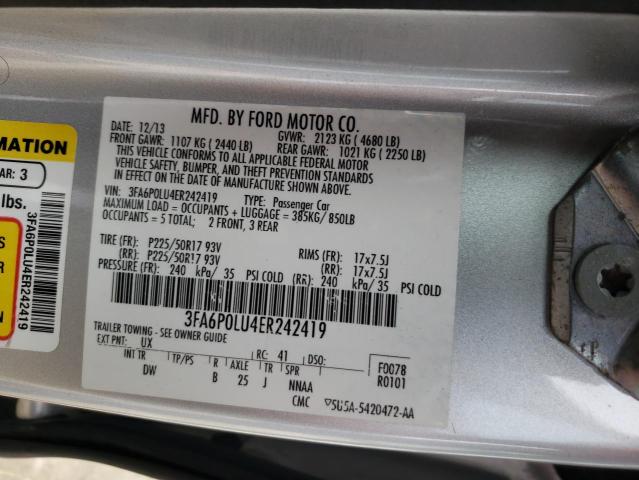 MFD. BY FORD MOTOR CO.
DATE: 12/13 GVWR: 2123 KG (4680 LB)
FRONT GAWR: 1107 KG (2440 LB) REAR GAWR: 1021 KG (2250 LB)
THIS VEHICLE CONFORMS TO ALL APPLICABLE FEDERAL MOTOR
VEHICLE SAFETY, BUMPER, AND THEFT PREVENTION STANDARDS
IN EFFECT ON THE DATE OF MANUFACTURE SHOWN ABOVE.
VIN: 3FA6P0LU4ER242419 TYPE: Passenger Car
MAXIMUM LOAD = OCCUPANTS + LUGGAGE = 385KG/850LB
OCCUPANTS = 5 TOTAL; 2 FRONT, 3 REAR
TIRE (FR): P225/50R17 93V RIMS (FR): 17x7.5J
(RR): P225/50R17 93V (RR): 17x7.5J
PRESSURE (FR): 240 kPa/ 35 PSI COLD (RR): 240 kPa/ 35 PSI COLD
3FA6P0LU4ER242419
TRAILER TOWING - SEE OWNER GUIDE
EXT PNT: UX RC: 41 DSO: F0078
INT TR TP/PS R AXLE TR SPR R0101
DW B 25 J NNAA
CMC 5U5A-5420472-AA
RMATION
AR: 3
lbs.
3FA6P0LU4ER242419